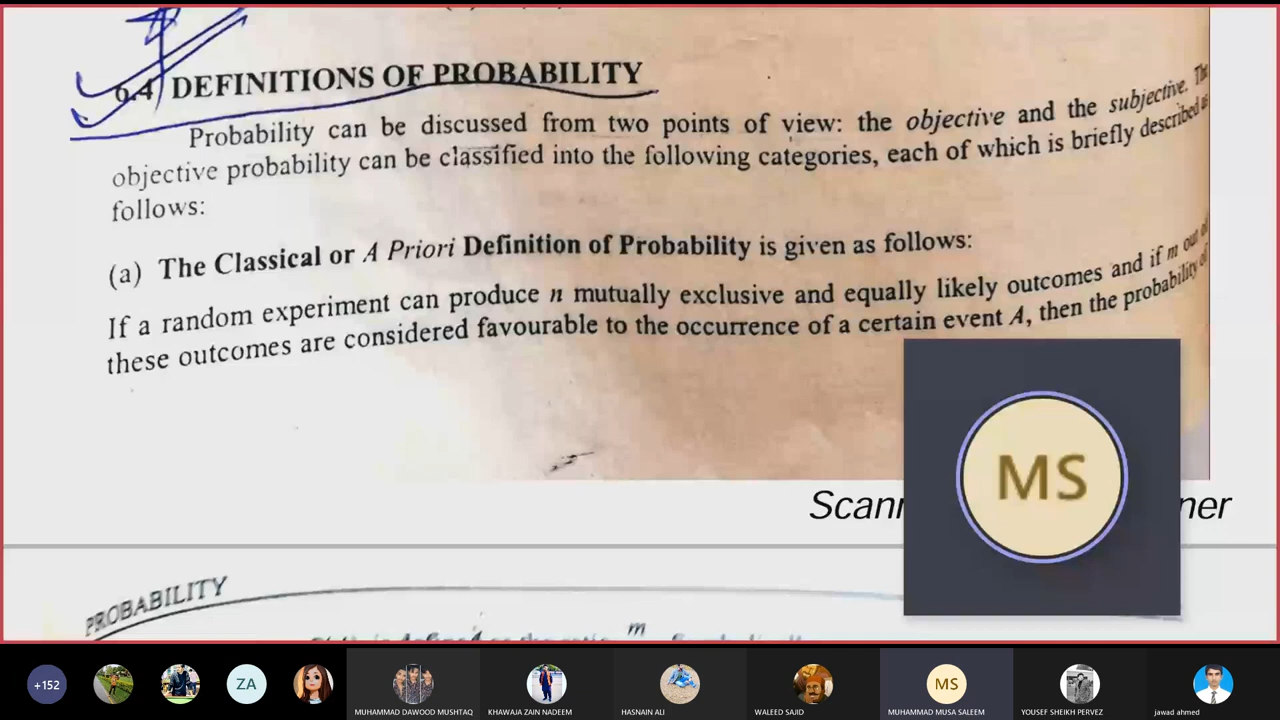 6.4 DEFINITIONS OF PROBABILITY
Probability can be discussed from two points of view: the objective and the subjective. The
objective probability can be classified into the following categories, each of which is briefly described as
follows:
(a) The Classical or A Priori Definition of Probability is given as follows:
If a random experiment can produce n mutually exclusive and equally likely outcomes and if m out of
these outcomes are considered favourable to the occurrence of a certain event A, then the probability of
MS
PROBABILITY
m
+152
ZA
MUHAMMAD DAWOOD MUSHTAQ
KHAWAJA ZAIN NADEEM
HASNAIN ALI
WALEED SAJID
MS
MUHAMMAD MUSA SALEEM
YOUSEF SHEIKH PERVEZ
jawad ahmed